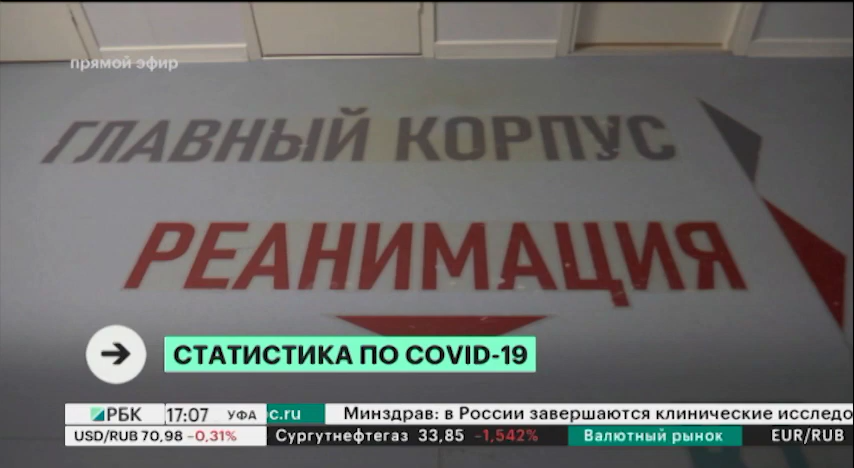 прямой эфир
ГЛАВНЫЙ КОРПУС
РЕАНИМАЦИЯ
СТАТИСТИКА ПО COVID-19
РБК 17:07 УФА c.ru Минздрав: в России завершаются клинические исследо
USD/RUB 70,98 -0,31% Сургутнефтегаз 33,85 -1,542% Валютный рынок EUR/RUB